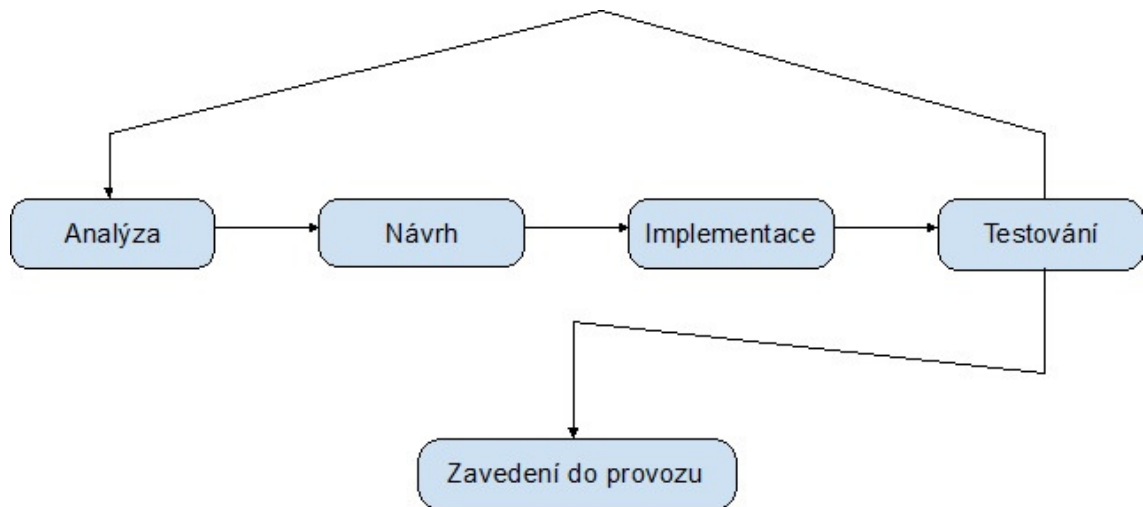 Analýza
Návrh
Implementace
Testování
Zavedení do provozu